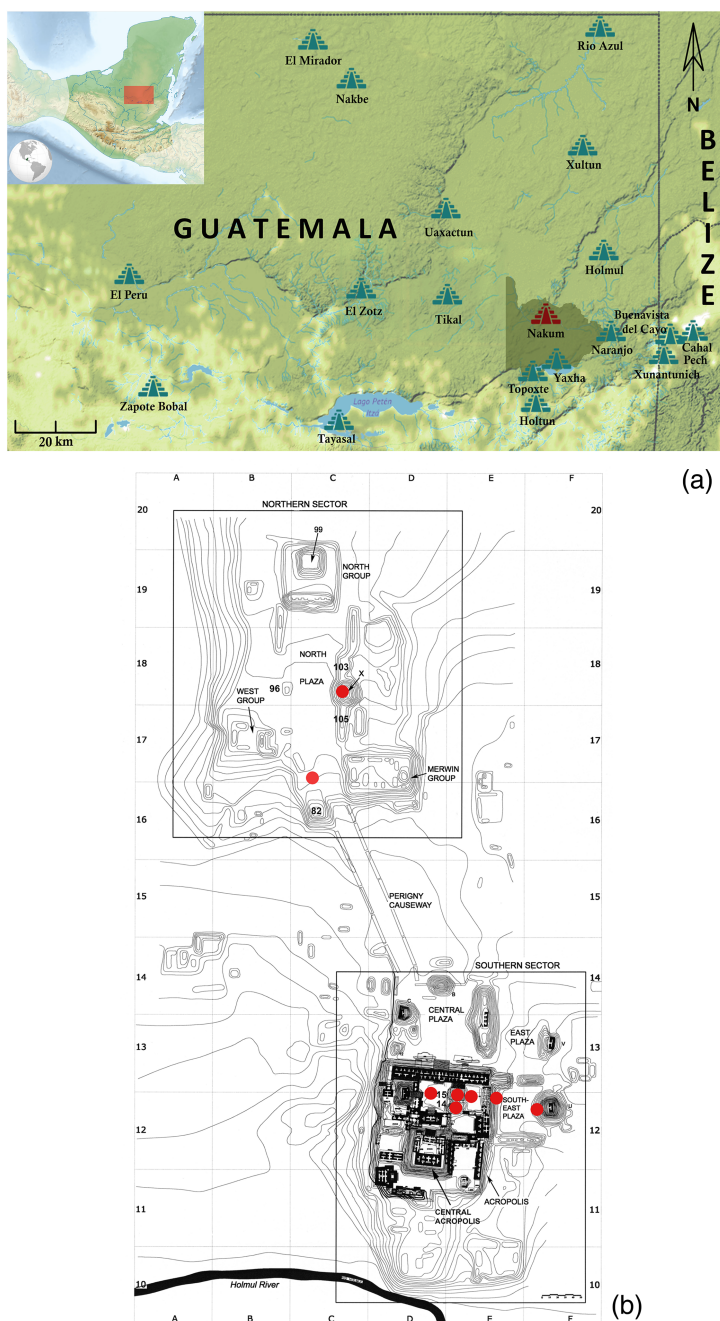 El Mirador
Rio Azul
Nakbe
N
Xultun
BELIZE
GUATEMALA
Uaxactun
Holmul
El Peru
El Zotz
Tikal
Nakum
Buenavista
del Cayo
Naranjo
Cahal
Pech
Xunantunich
Yaxha
Topoxte
Zapote Bobal
Lago Petén
Itzá
Holtun
Tayasal
20 km
(a)
A B C D E F
20 NORTHERN SECTOR 20
99
NORTH
GROUP
19 19
NORTH
PLAZA
103
X
18 18
96
WEST
GROUP
105
17 17
MERWIN
GROUP
82
16 16
PERIGNY
CAUSEWAY
15 15
SOUTHERN SECTOR
14 14
B
C
CENTRAL
PLAZA
EAST
PLAZA
V
13 13
15
14
SOUTH-
EAST
PLAZA
12 12
ACROPOLIS
CENTRAL
ACROPOLIS
11 11
10 10
Holmul River
(b)
A B C D E F